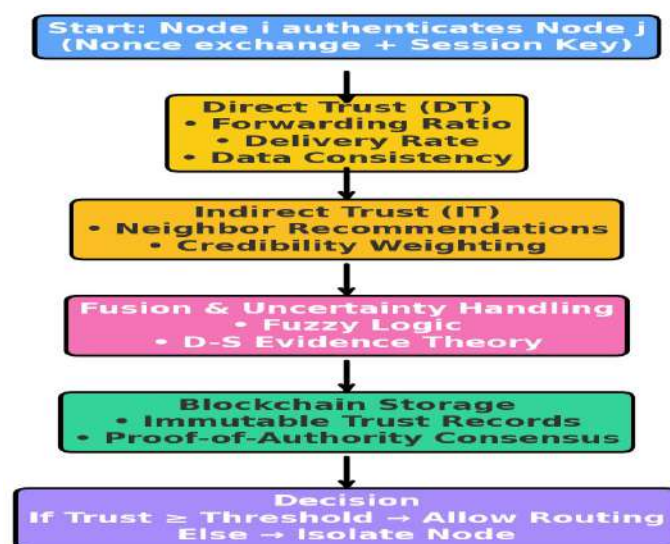 Start: Node i authenticates Node j
(Nonce exchange + Session Key)
Direct Trust (DT)
• Forwarding Ratio
• Delivery Rate
• Data Consistency
Indirect Trust (IT)
• Neighbor Recommendations
• Credibility Weighting
Fusion & Uncertainty Handling
• Fuzzy Logic
• D-S Evidence Theory
Blockchain Storage
• Immutable Trust Records
• Proof-of-Authority Consensus
Decision
If Trust ≥ Threshold → Allow Routing
Else → Isolate Node